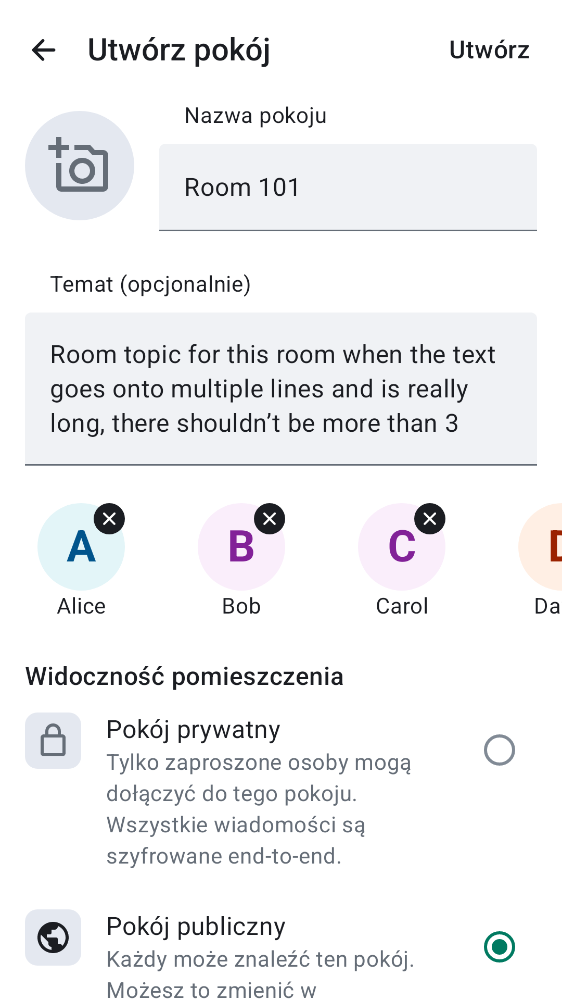 Utwórz pokój
Utwórz
Nazwa pokoju
Room 101
Temat (opcjonalnie)
Room topic for this room when the text
goes onto multiple lines and is really
long, there shouldn’t be more than 3
A
B
C
Alice
Bob
Carol
Da
Widoczność pomieszczenia
Pokój prywatny
Tylko zaproszone osoby mogą
dołączyć do tego pokoju.
Wszystkie wiadomości są
szyfrowane end-to-end.
Pokój publiczny
Każdy może znaleźć ten pokój.
Możesz to zmienić w